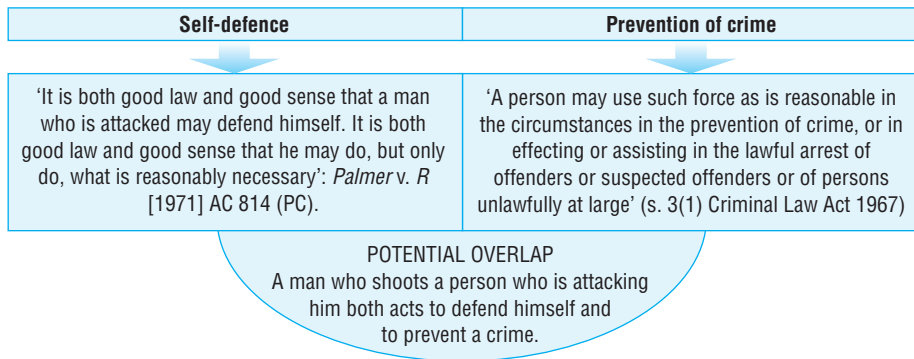 Self-defence
Prevention of crime
‘It is both good law and good sense that a man
who is attacked may defend himself. It is both
good law and good sense that he may do, but only
do, what is reasonably necessary’: Palmer v. R
[1971] AC 814 (PC).
‘A person may use such force as is reasonable in
the circumstances in the prevention of crime, or in
effecting or assisting in the lawful arrest of
offenders or suspected offenders or of persons
unlawfully at large’ (s. 3(1) Criminal Law Act 1967)
POTENTIAL OVERLAP
A man who shoots a person who is attacking
him both acts to defend himself and
to prevent a crime.